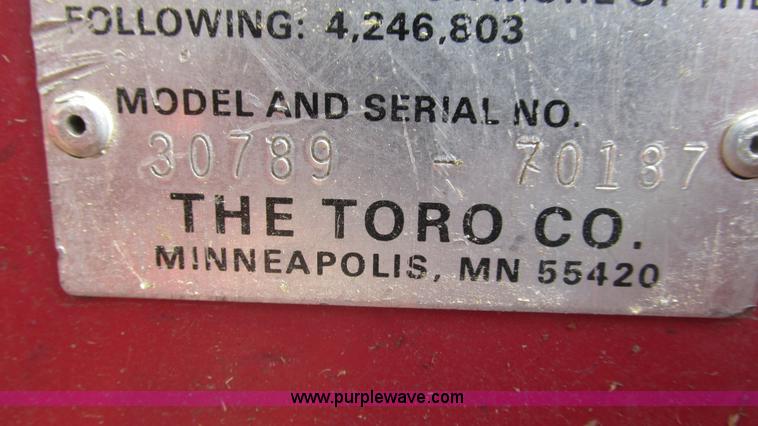 FOLLOWING: 4,246,803
MODEL AND SERIAL NO.
30789 - 70187
THE TORO CO.
MINNEAPOLIS, MN 55420
www.purplewave.com